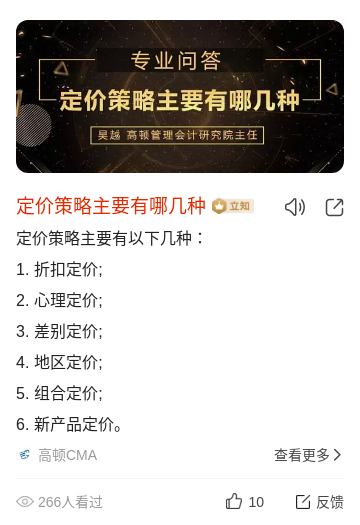 专业问答
定价策略主要有哪几种
吴越 高顿管理会计研究院主任
定价策略主要有哪几种 立知
定价策略主要有以下几种：
1. 折扣定价;
2. 心理定价;
3. 差别定价;
4. 地区定价;
5. 组合定价;
6. 新产品定价。
高顿CMA 查看更多
266人看过 10 反馈